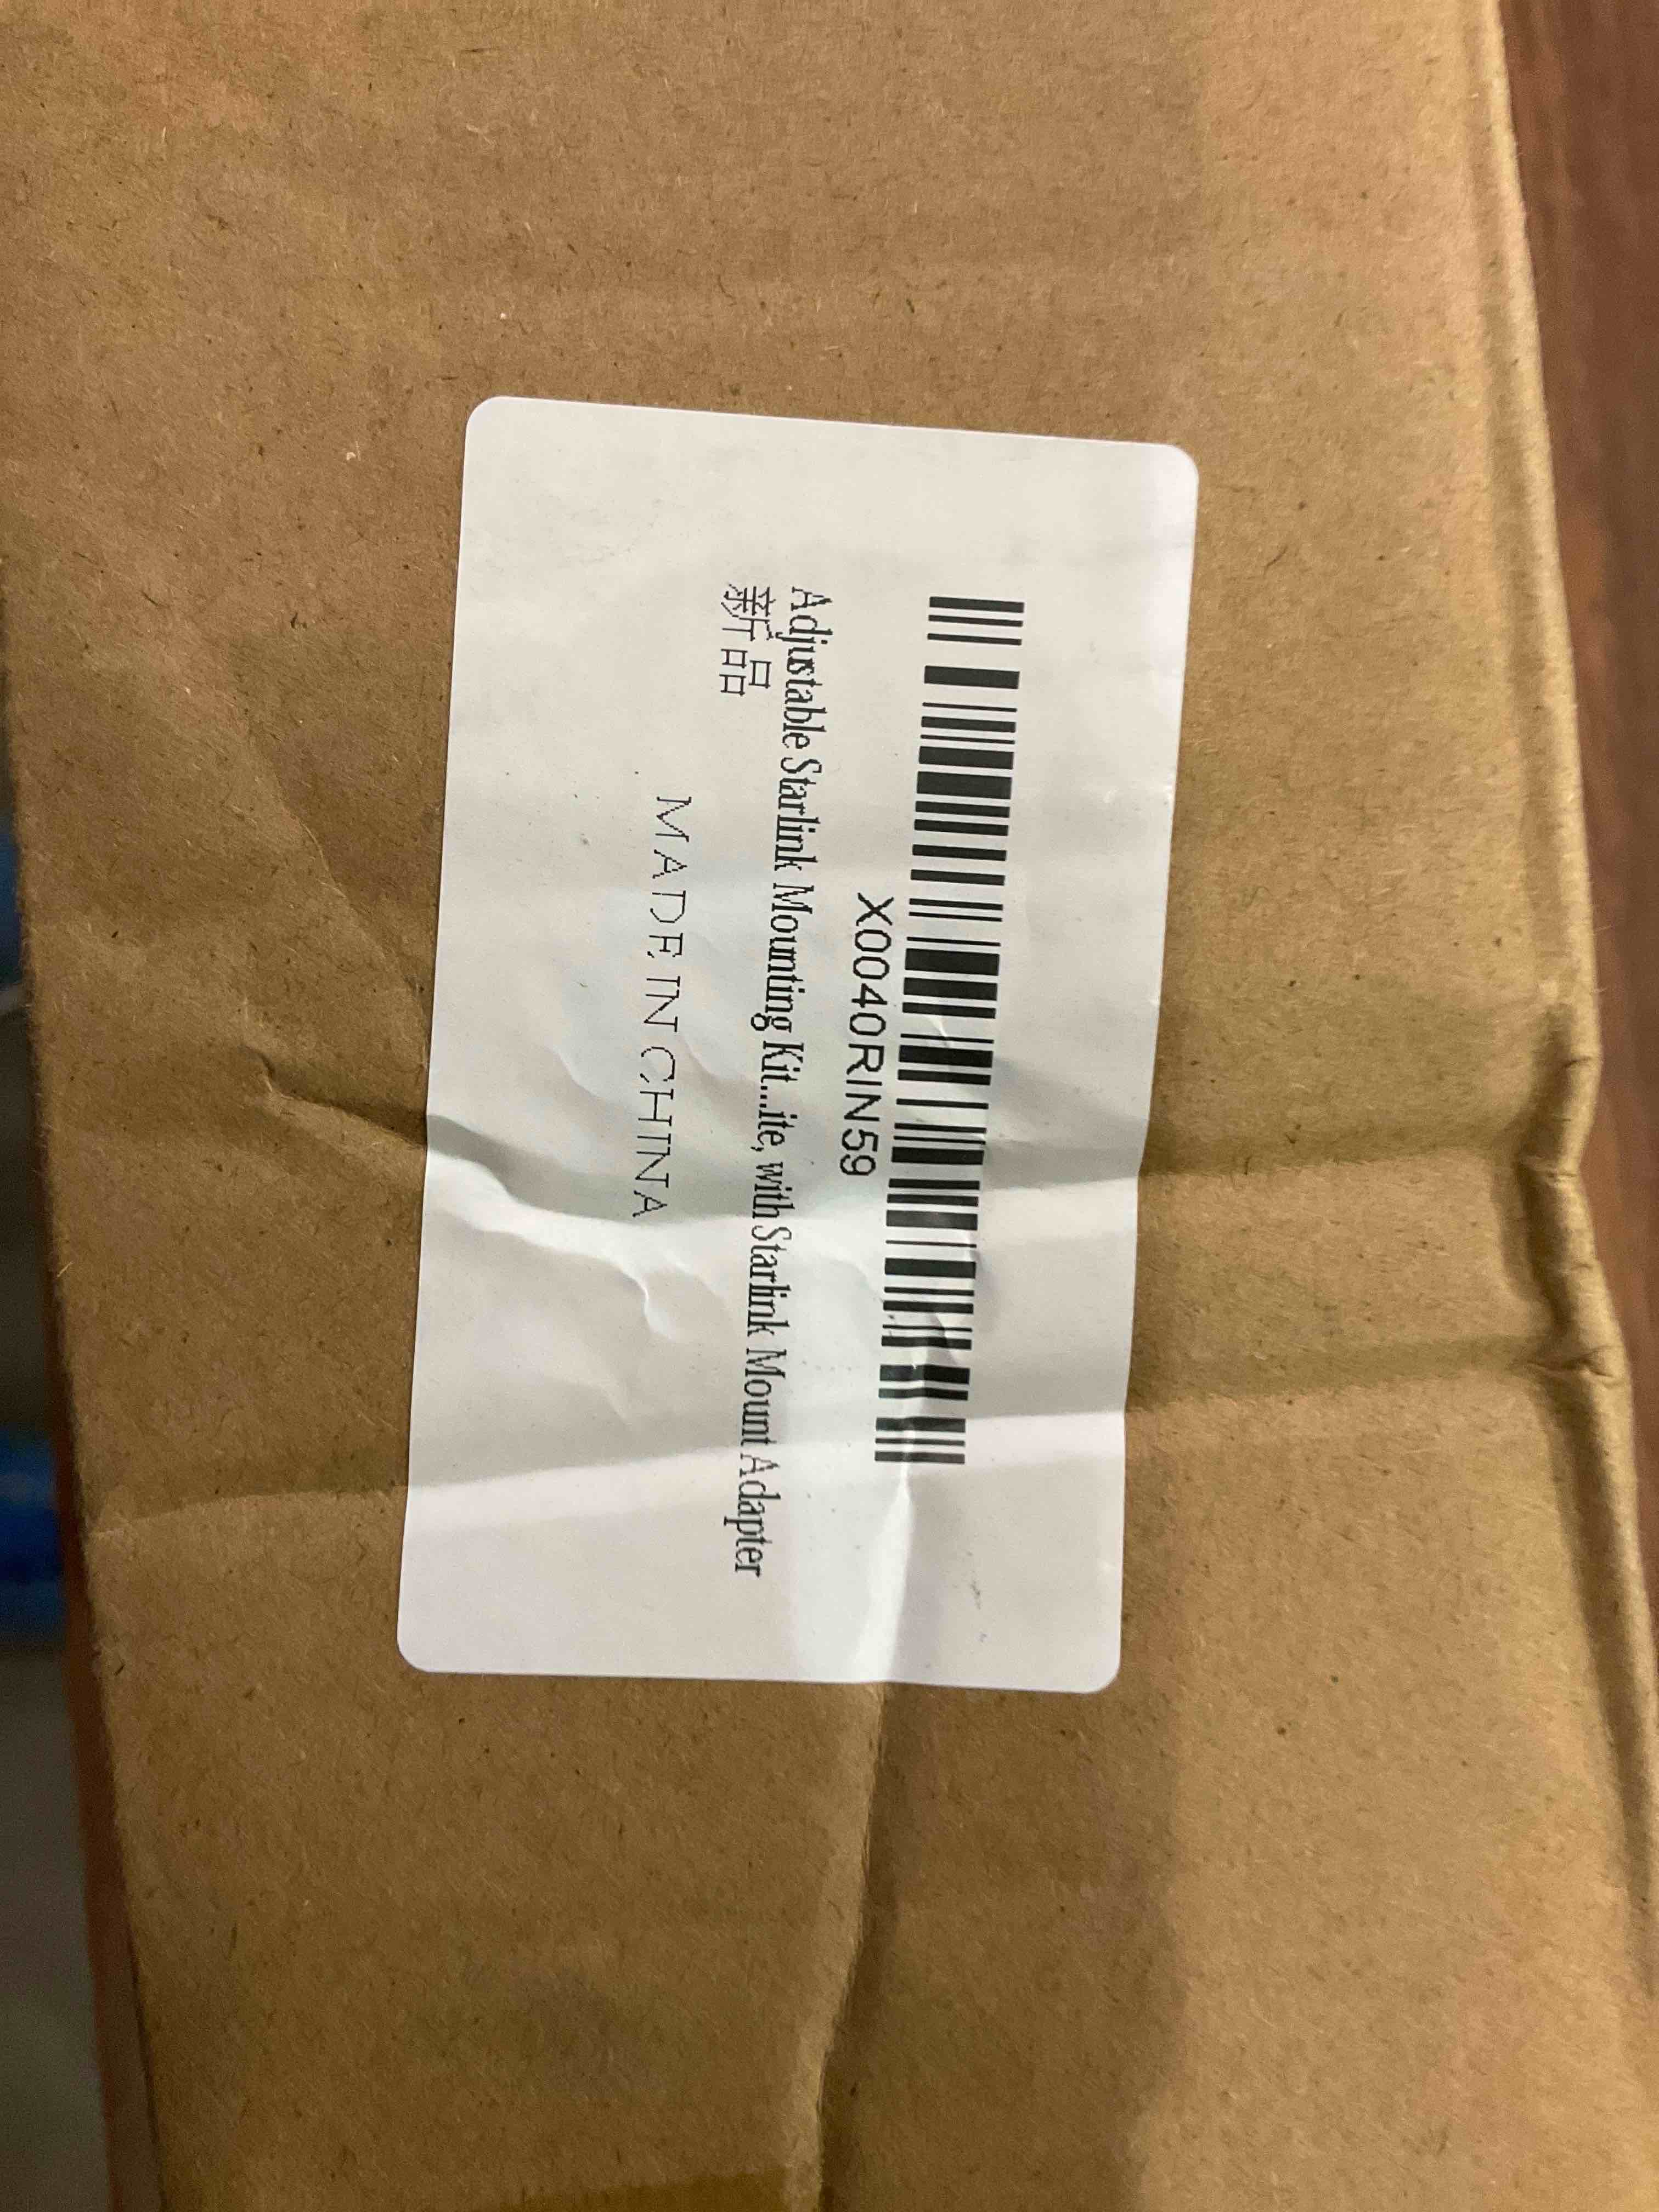 X0040RIN59
Adjustable Starlink Mounting Kit...ite, with Starlink Mount Adapter
新品
MADE IN CHINA